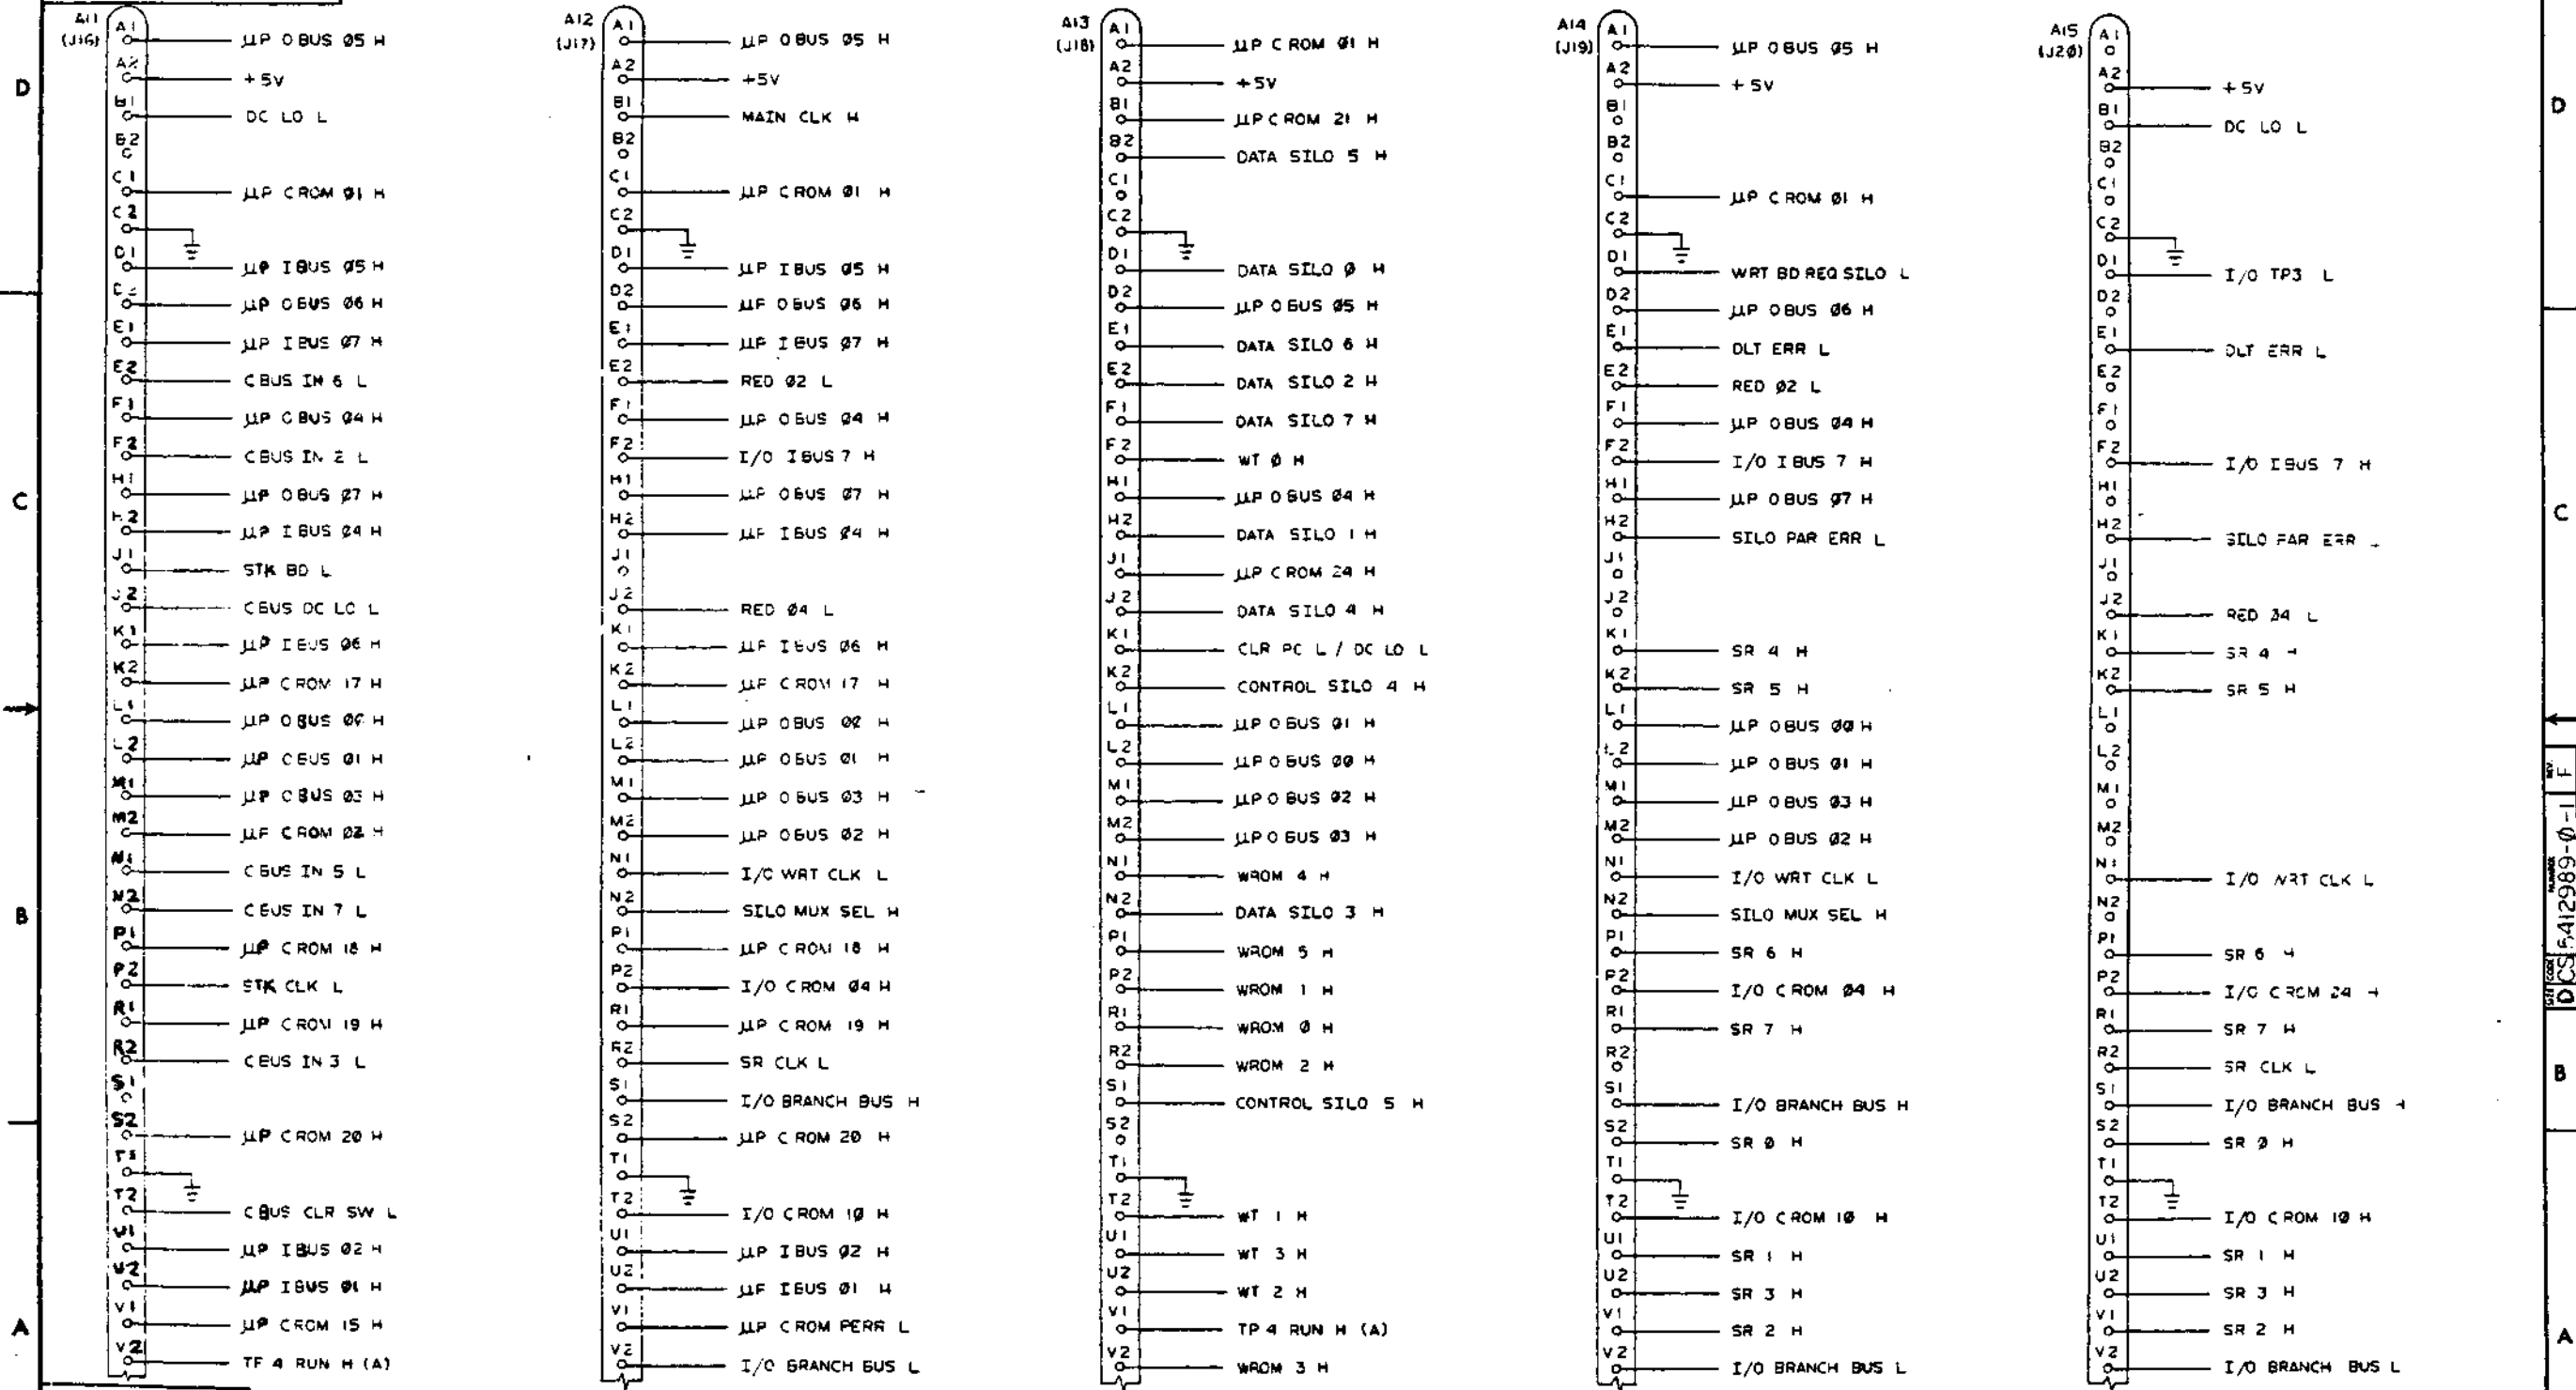 A11
(J16)
A1 µP OBUS 05 H
A2 +5V
B1 DC LO L
B2
C1 µP CROM 01 H
C2
D1 µP IBUS 05 H
D2 µP OBUS 06 H
E1 µP IBUS 07 H
E2 CBUS IN 6 L
F1 µP OBUS 04 H
F2 CBUS IN 2 L
H1 µP OBUS 07 H
H2 µP IBUS 04 H
J1 STK BD L
J2 CBUS DC LO L
K1 µP IBUS 06 H
K2 µP CROM 17 H
L1 µP OBUS H
L2 µP OBUS 01 H
M1 µP OBUS 03 H
M2 µP CROM 02 H
N1 CBUS IN 5 L
N2 CBUS IN 7 L
P1 µP CROM 18 H
P2 STK CLK L
R1 µP CROM 19 H
R2 CBUS IN 3 L
S1
S2 µP CROM 20 H
T1
T2 CBUS CLR SW L
U1 µP IBUS 02 H
U2 µP IBUS 01 H
V1 µP CROM 15 H
V2 TP 4 RUN H (A)
A12
(J17)
A1 µP OBUS 05 H
A2 +5V
B1 MAIN CLK H
B2
C1 µP CROM 01 H
C2
D1 µP IBUS 05 H
D2 µP OBUS 06 H
E1 µP IBUS 07 H
E2 RED 02 L
F1 µP OBUS 04 H
F2 I/O IBUS 7 H
H1 µP OBUS 07 H
H2 µP IBUS 04 H
J1
J2 RED 04 L
K1 µP IBUS 06 H
K2 µP CROM 17 H
L1 µP OBUS H
L2 µP OBUS 01 H
M1 µP OBUS 03 H
M2 µP OBUS 02 H
N1 I/O WRT CLK L
N2 SILO MUX SEL H
P1 µP CROM 18 H
P2 I/O CROM 04 H
R1 µP CROM 19 H
R2 SR CLK L
S1 I/O BRANCH BUS H
S2 µP CROM 20 H
T1
T2 I/O CROM 10 H
U1 µP IBUS 02 H
U2 µP IBUS 01 H
V1 µP CROM PERR L
V2 I/O BRANCH BUS L
A13
(J18)
A1 µP CROM 01 H
A2 +5V
B1 µP CROM 21 H
B2 DATA SILO 5 H
C1
C2
D1 DATA SILO 0 H
D2 µP OBUS 05 H
E1 DATA SILO 6 H
E2 DATA SILO 2 H
F1 DATA SILO 7 H
F2 WT 0 H
H1 µP OBUS 04 H
H2 DATA SILO 1 H
J1 µP CROM 24 H
J2 DATA SILO 4 H
K1 CLR PC L / DC LO L
K2 CONTROL SILO 4 H
L1 µP OBUS 01 H
L2 µP OBUS 00 H
M1 µP OBUS 02 H
M2 µP OBUS 03 H
N1 WROM 4 H
N2 DATA SILO 3 H
P1 WROM 5 H
P2 WROM 1 H
R1 WROM 0 H
R2 WROM 2 H
S1 CONTROL SILO 5 H
S2
T1
T2 WT 1 H
U1 WT 3 H
U2 WT 2 H
V1 TP 4 RUN H (A)
V2 WROM 3 H
A14
(J19)
A1 µP OBUS 05 H
A2 +5V
B1
B2
C1 µP CROM 01 H
C2
D1 WRT BD REQ SILO L
D2 µP OBUS 06 H
E1 DLT ERR L
E2 RED 02 L
F1 µP OBUS 04 H
F2 I/O IBUS 7 H
H1 µP OBUS 07 H
H2 SILO PAR ERR L
J1
J2
K1 SR 4 H
K2 SR 5 H
L1 µP OBUS 00 H
L2 µP OBUS 01 H
M1 µP OBUS 03 H
M2 µP OBUS 02 H
N1 I/O WRT CLK L
N2 SILO MUX SEL H
P1 SR 6 H
P2 I/O CROM 04 H
R1 SR 7 H
R2
S1 I/O BRANCH BUS H
S2 SR 0 H
T1
T2 I/O CROM 10 H
U1 SR 1 H
U2 SR 3 H
V1 SR 2 H
V2 I/O BRANCH BUS L
A15
(J20)
A1
A2 +5V
B1 DC LO L
B2
C1
C2
D1 I/O TP3 L
D2
E1 DLT ERR L
E2
F1
F2 I/O IBUS 7 H
H1
H2 SILO PAR ERR
J1
J2 RED 04 L
K1 SR 4 H
K2 SR 5 H
L1
L2
M1
M2
N1 I/O WRT CLK L
N2
P1 SR 6 H
P2 I/O CROM 04 H
R1 SR 7 H
R2 SR CLK L
S1 I/O BRANCH BUS H
S2 SR 0 H
T1
T2 I/O CROM 10 H
U1 SR 1 H
U2 SR 3 H
V1 SR 2 H
V2 I/O BRANCH BUS L
D
C
B
A
D
C
B
A
SIZE D CODE CS NUMBER 5412989-0-1 REV. F